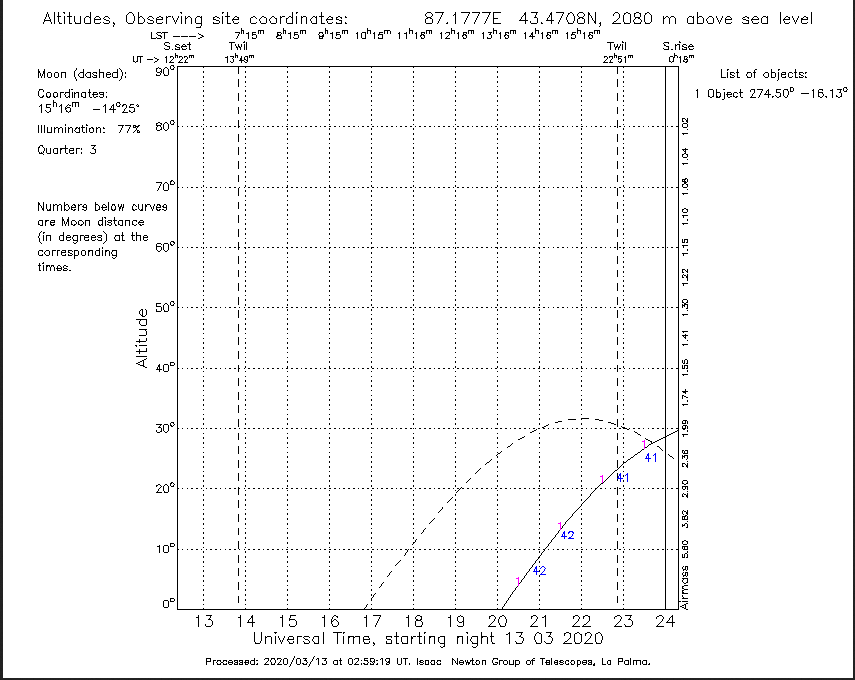 Altitudes, Observing site coordinates: 87.1777E 43.4708N, 2080 m above sea level
LST ---> 7h15m 8h15m 9h15m 10h15m 11h16m 12h16m 13h16m 14h16m 15h16m
S.set Twil Twil S.rise
UT -> 12h22m 13h49m 22h51m 0h18m
Moon (dashed):
Coordinates:
15h16m -14°25'
Illumination: 77%
Quarter: 3
Numbers below curves
are Moon distance
(in degrees) at the
corresponding
times.
List of objects:
1 Object 274.50D -16.13°
90°
80°
70°
60°
50°
40°
30°
20°
10°
0°
Altitude
1.02
1.04
1.06
1.10
1.15
1.22
1.30
1.41
1.55
1.74
1.99
2.36
2.90
3.82
5.60
Airmass
1 41
1 41
1 42
1 42
13 14 15 16 17 18 19 20 21 22 23 24
Universal Time, starting night 13 03 2020
Processed: 2020/03/13 at 02:59:19 UT. Isaac Newton Group of Telescopes, La Palma.